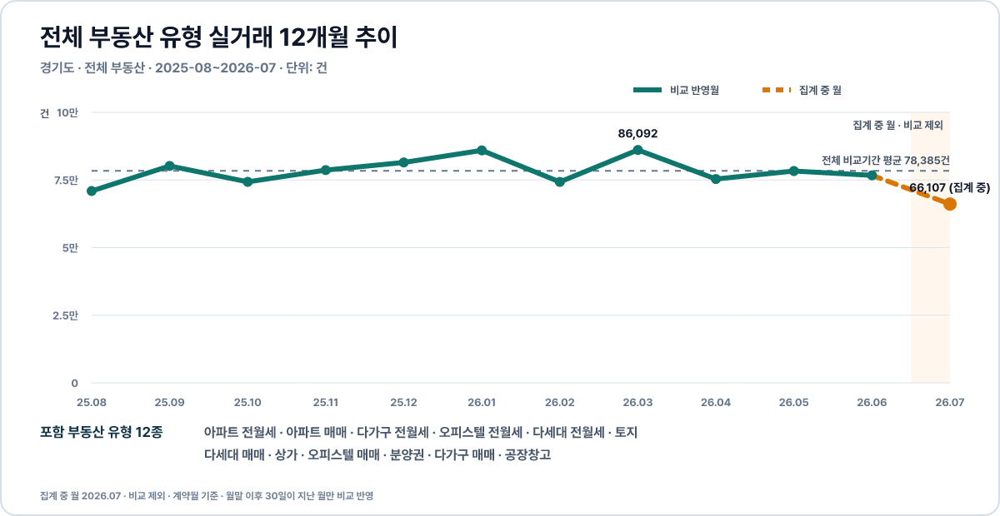 전체 부동산 유형 실거래 12개월 추이
경기도 · 전체 부동산 · 2025-08~2026-07 · 단위: 건
비교 반영월
집계 중 월
건
10만
집계 중 월 · 비교 제외
86,092
전체 비교기간 평균 78,385건
7.5만
66,107 (집계 중)
5만
2.5만
0
25.08 25.09 25.10 25.11 25.12 26.01 26.02 26.03 26.04 26.05 26.06 26.07
포함 부동산 유형 12종
아파트 전월세 · 아파트 매매 · 다가구 전월세 · 오피스텔 전월세 · 다세대 전월세 · 토지
다세대 매매 · 상가 · 오피스텔 매매 · 분양권 · 다가구 매매 · 공장창고
집계 중 월 2026.07 · 비교 제외 · 계약월 기준 · 월말 이후 30일이 지난 월만 비교 반영